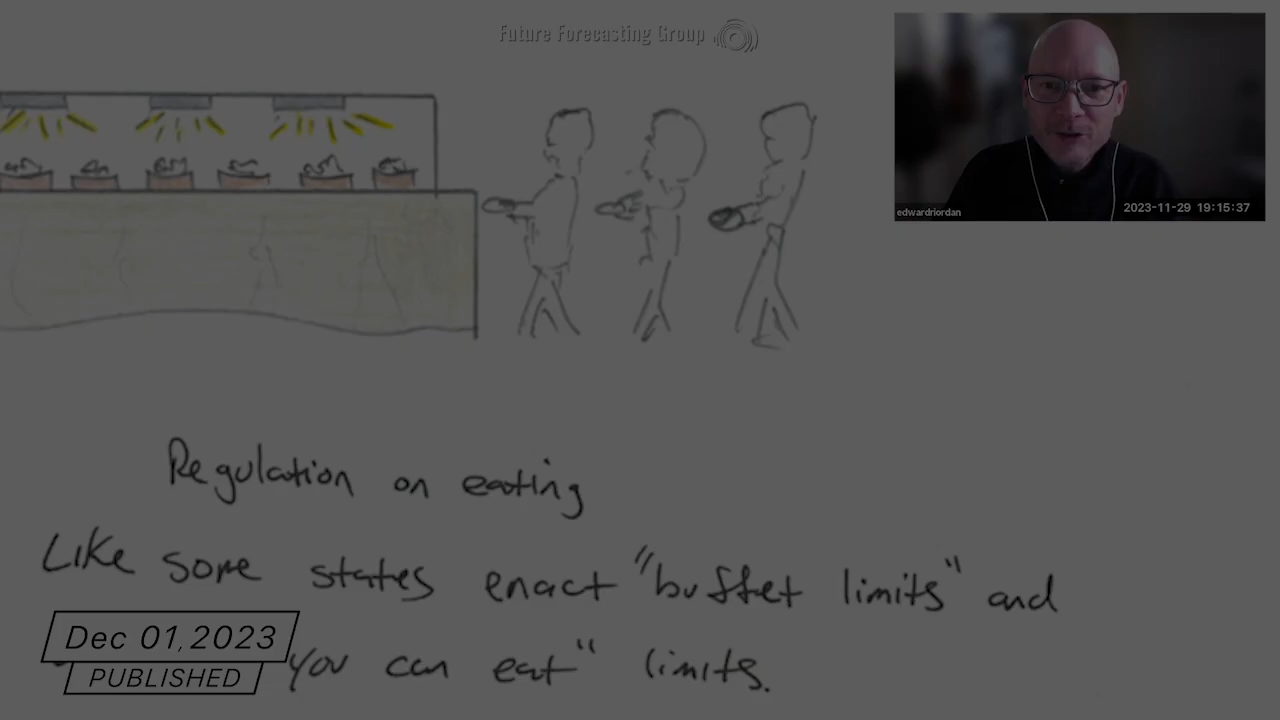 Future Forecasting Group
edwardriordan
2023-11-29 19:15:37
Regulation on eating
Like some states enact "buffet limits" and
you can eat" limits.
Dec 01, 2023
PUBLISHED